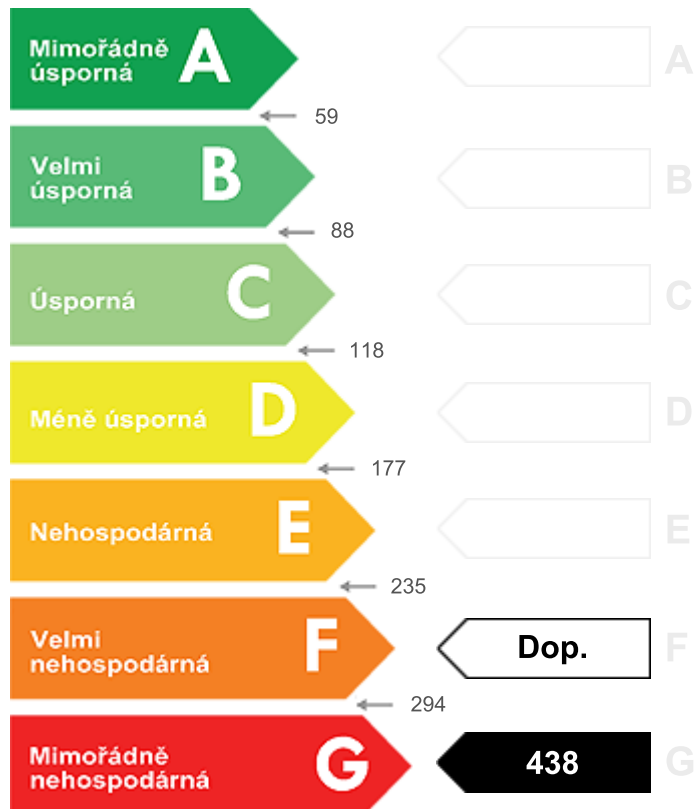 Mimořádně
úsporná
A
A
59
Velmi
úsporná
B
B
88
Úsporná
C
C
118
Méně úsporná
D
D
177
Nehospodárná
E
E
235
Velmi
nehospodárná
F
Dop.
F
294
Mimořádně
nehospodárná
G
438
G